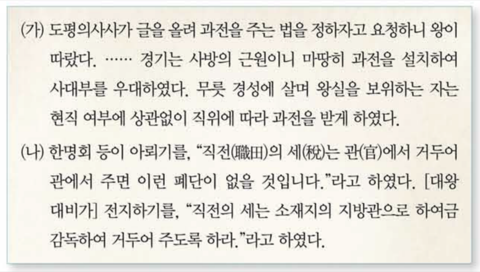 (가) 도평의사사가 글을 올려 과전을 주는 법을 정하자고 요청하니 왕이
따랐다. …… 경기는 사방의 근원이니 마땅히 과전을 설치하여
사대부를 우대하였다. 무릇 경성에 살며 왕실을 보위하는 자는
현직 여부에 상관없이 직위에 따라 과전을 받게 하였다.
(나) 한명회 등이 아뢰기를, “직전(職田)의 세(稅)는 관(官)에서 거두어
관에서 주면 이런 폐단이 없을 것입니다.”라고 하였다. [대왕
대비가] 전지하기를, “직전의 세는 소재지의 지방관으로 하여금
감독하여 거두어 주도록 하라.”라고 하였다.